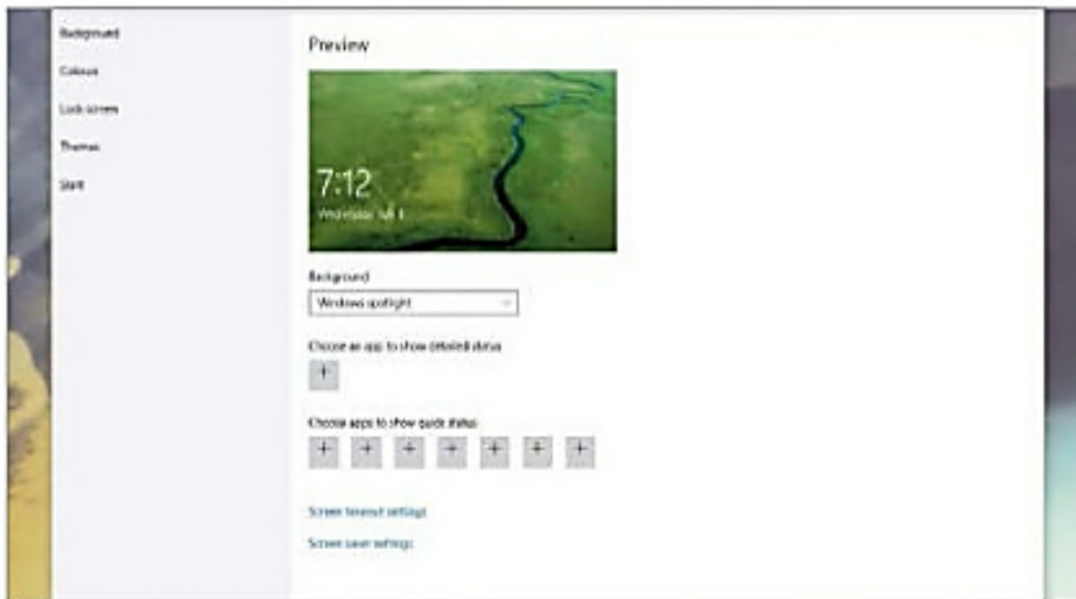 Background
Colours
Lock screen
Themes
Start
Preview
7:12
Background
Windows spotlight
Choose an app to show detailed status
+
Choose apps to show quick status
+ + + + + + +
Screen timeout settings
Screen saver settings